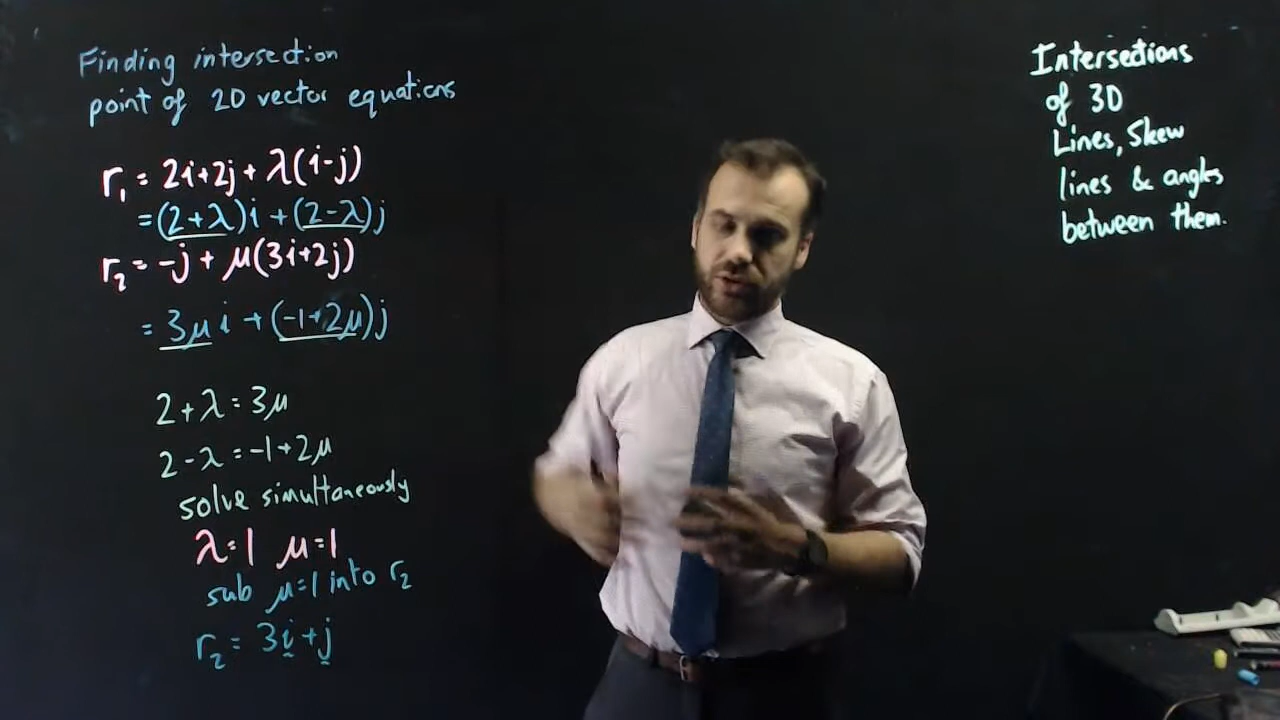 Finding intersection
point of 2D vector equations
r₁ = 2i+2j + λ(i-j)
=(2+λ)i + (2-λ)j
r₂ = -j + μ(3i+2j)
= 3μi + (-1+2μ)j
2+λ=3μ
2-λ=-1+2μ
solve simultaneously
λ=1 μ=1
sub μ=1 into r₂
r₂ = 3i+j
Intersections
of 3D
Lines, Skew
lines & angles
between them.